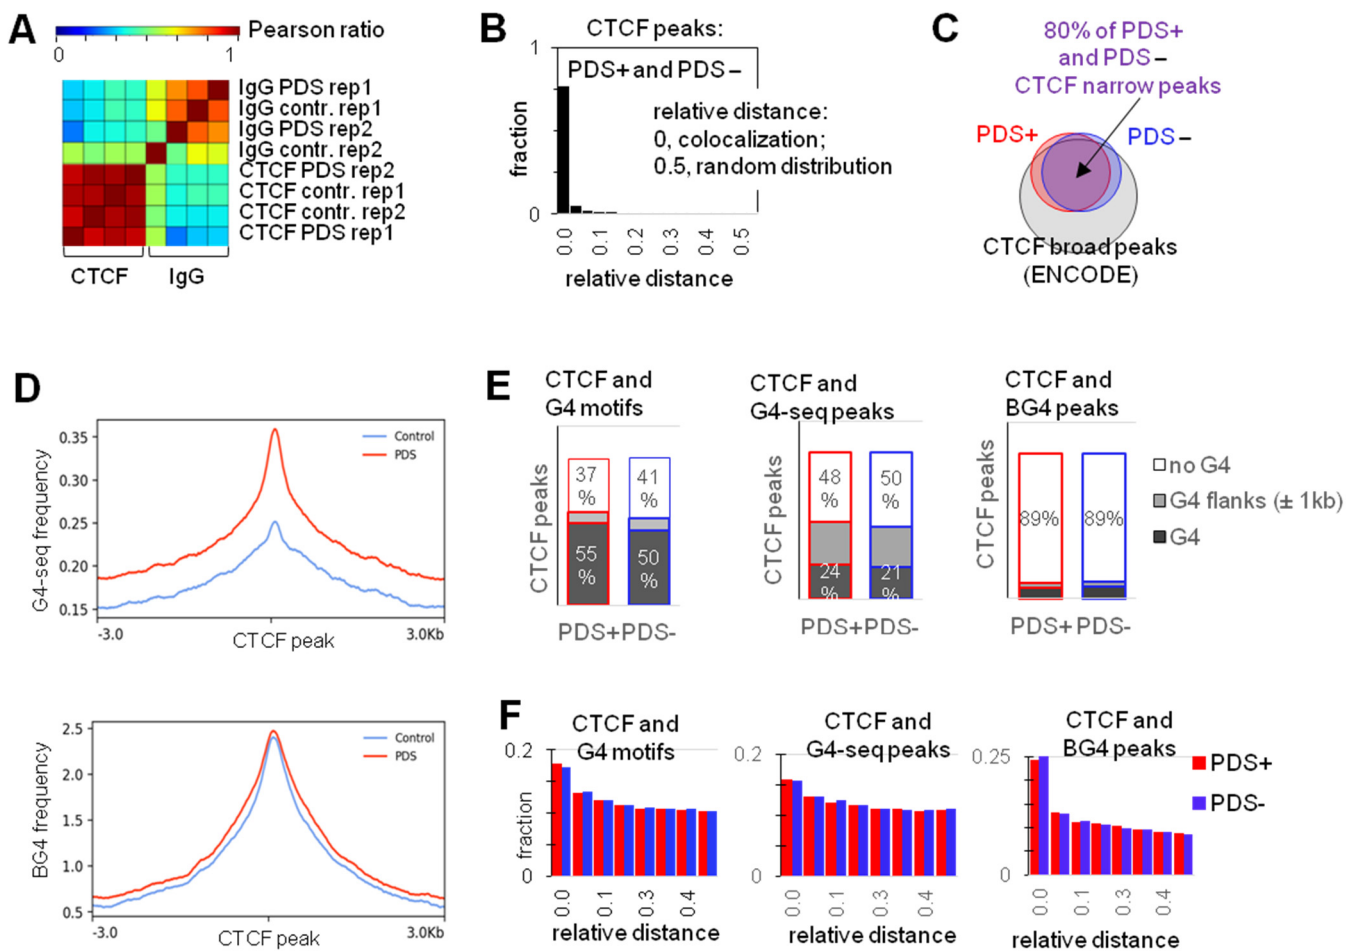 A
Pearson ratio
0
1
IgG PDS rep1
IgG contr. rep1
IgG PDS rep2
IgG contr. rep2
CTCF PDS rep2
CTCF contr. rep1
CTCF contr. rep2
CTCF PDS rep1
CTCF
IgG
B
CTCF peaks:
1
PDS+ and PDS–
relative distance:
0, colocalization;
0.5, random distribution
fraction
0
0.0
0.1
0.2
0.3
0.4
0.5
relative distance
C
80% of PDS+
and PDS–
CTCF narrow peaks
PDS+
PDS–
CTCF broad peaks
(ENCODE)
D
G4-seq frequency
0.35
0.30
0.25
0.20
0.15
Control
PDS
-3.0
CTCF peak
3.0Kb
BG4 frequency
2.5
2.0
1.5
1.0
0.5
Control
PDS
-3.0
CTCF peak
3.0Kb
E
CTCF and
G4 motifs
CTCF peaks
37
%
41
%
55
%
50
%
PDS+PDS-
CTCF and
G4-seq peaks
CTCF peaks
48
%
50
%
24
%
21
%
PDS+PDS-
CTCF and
BG4 peaks
CTCF peaks
89%
89%
PDS+PDS-
no G4
G4 flanks (± 1kb)
G4
F
CTCF and
G4 motifs
0.2
fraction
0
0.0
0.1
0.3
0.4
relative distance
CTCF and
G4-seq peaks
0.2
0
0.0
0.1
0.3
0.4
relative distance
CTCF and
BG4 peaks
0.25
0
0.0
0.1
0.3
0.4
relative distance
PDS+
PDS-